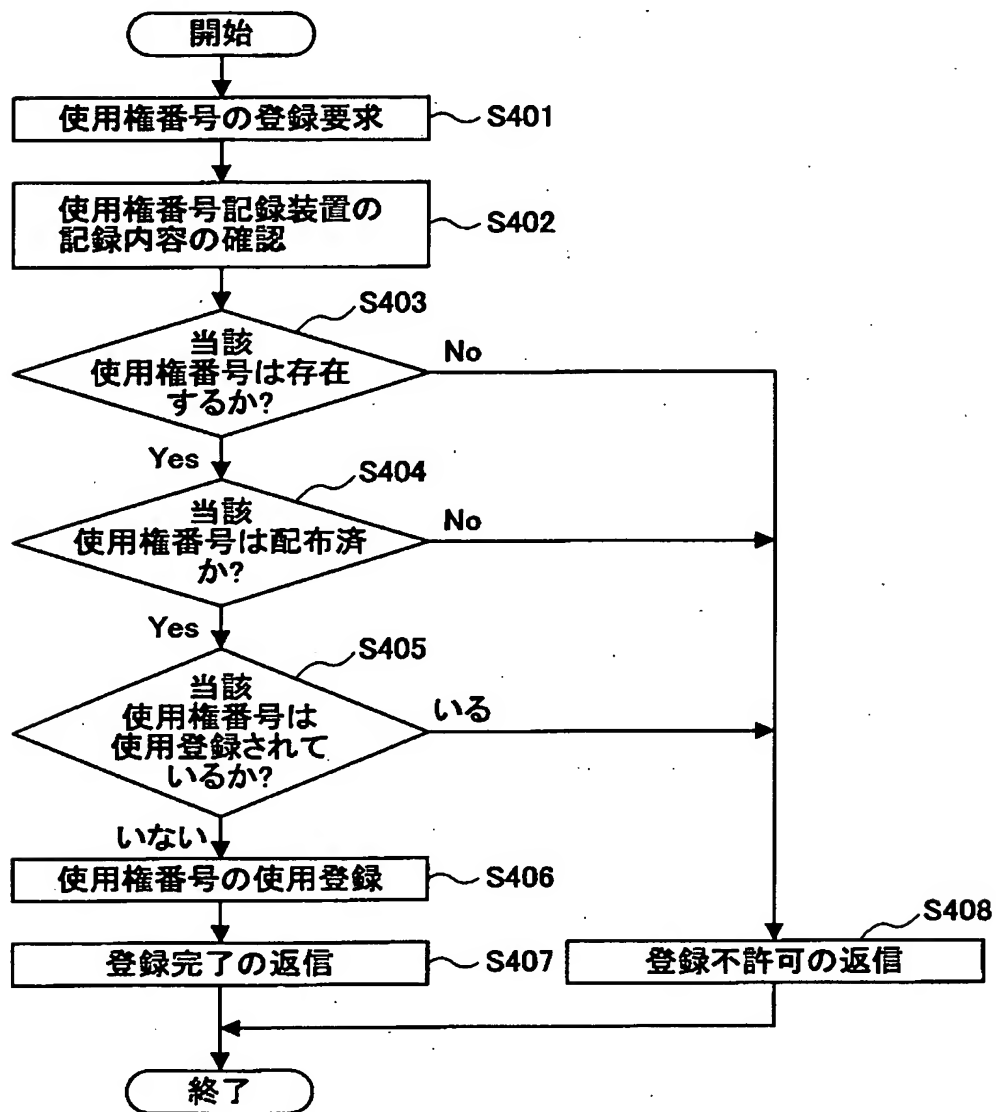 開始
使用権番号の登録要求
S401
使用権番号記録装置の
記録内容の確認
S402
S403
当該
使用権番号は存在
するか?
No
Yes
S404
当該
使用権番号は配布済
か?
No
Yes
S405
当該
使用権番号は
使用登録されて
いるか?
いる
いない
使用権番号の使用登録
S406
登録完了の返信
S407
S408
登録不許可の返信
終了